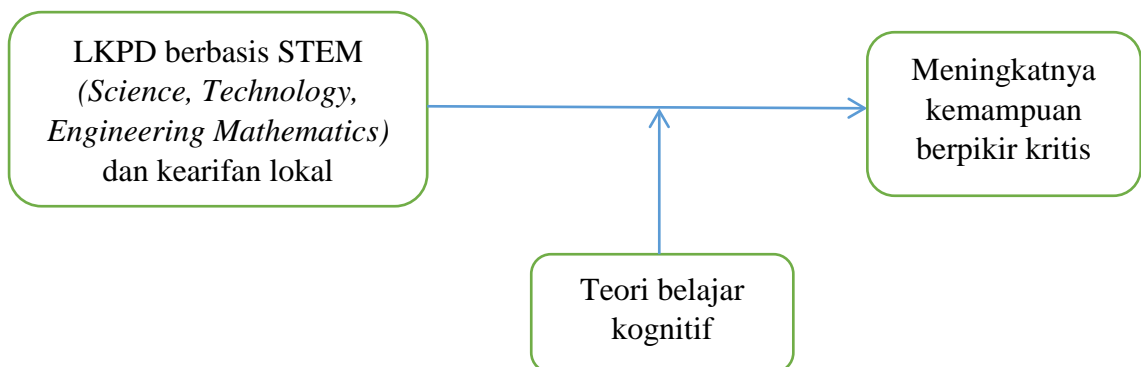 LKPD berbasis STEM
(Science, Technology,
Engineering Mathematics)
dan kearifan lokal
Meningkatnya
kemampuan
berpikir kritis
Teori belajar
kognitif